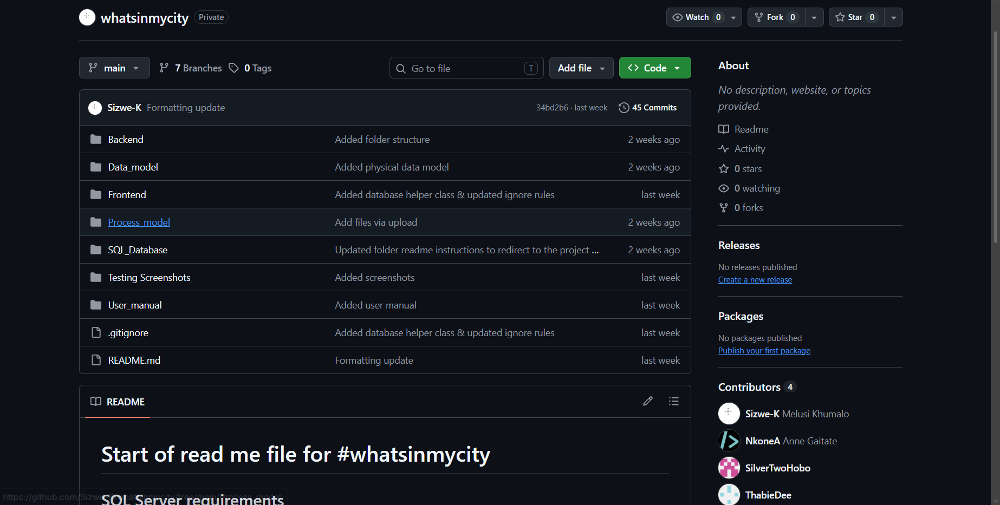 whatsinmycity Private
Watch 0 Fork 0 Star 0
main 7 Branches 0 Tags Go to file T Add file Code
Sizwe-K Formatting update 34bd2b6 · last week 45 Commits
Backend Added folder structure 2 weeks ago
Data_model Added physical data model 2 weeks ago
Frontend Added database helper class & updated ignore rules last week
Process_model Add files via upload 2 weeks ago
SQL_Database Updated folder readme instructions to redirect to the project ... 2 weeks ago
Testing Screenshots Added screenshots last week
User_manual Added user manual last week
.gitignore Added database helper class & updated ignore rules last week
README.md Formatting update last week
README
Start of read me file for #whatsinmycity
SQL Server requirements
About
No description, website, or topics
provided.
Readme
Activity
0 stars
0 watching
0 forks
Releases
No releases published
Create a new release
Packages
No packages published
Publish your first package
Contributors 4
Sizwe-K Melusi Khumalo
NkoneA Anne Gaitate
SilverTwoHobo
ThabieDee